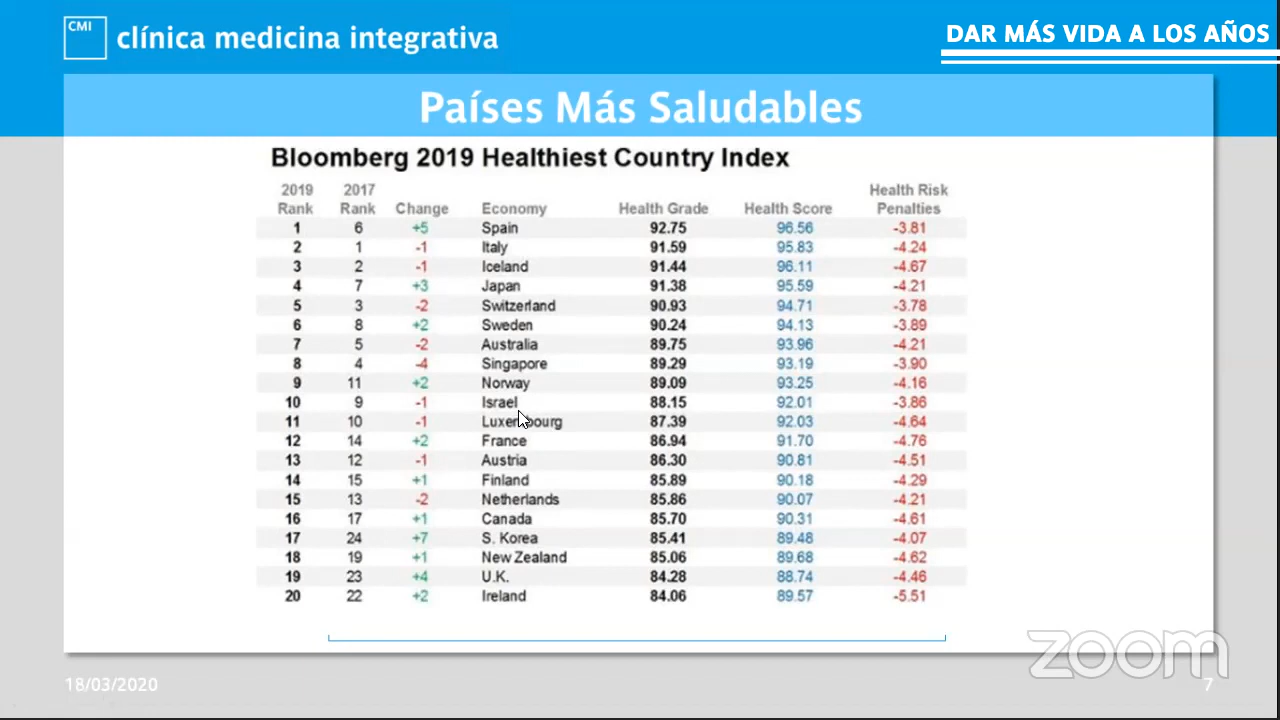 CMI
clínica medicina integrativa
DAR MÁS VIDA A LOS AÑOS
Países Más Saludables
Bloomberg 2019 Healthiest Country Index
2019 Rank 2017 Rank Change Economy Health Grade Health Score Health Risk Penalties
1 6 +5 Spain 92.75 96.56 -3.81
2 1 -1 Italy 91.59 95.83 -4.24
3 2 -1 Iceland 91.44 96.11 -4.67
4 7 +3 Japan 91.38 95.59 -4.21
5 3 -2 Switzerland 90.93 94.71 -3.78
6 8 +2 Sweden 90.24 94.13 -3.89
7 5 -2 Australia 89.75 93.96 -4.21
8 4 -4 Singapore 89.29 93.19 -3.90
9 11 +2 Norway 89.09 93.25 -4.16
10 9 -1 Israel 88.15 92.01 -3.86
11 10 -1 Luxembourg 87.39 92.03 -4.64
12 14 +2 France 86.94 91.70 -4.76
13 12 -1 Austria 86.30 90.81 -4.51
14 15 +1 Finland 85.89 90.18 -4.29
15 13 -2 Netherlands 85.86 90.07 -4.21
16 17 +1 Canada 85.70 90.31 -4.61
17 24 +7 S. Korea 85.41 89.48 -4.07
18 19 +1 New Zealand 85.06 89.68 -4.62
19 23 +4 U.K. 84.28 88.74 -4.46
20 22 +2 Ireland 84.06 89.57 -5.51
zoom
18/03/2020
7